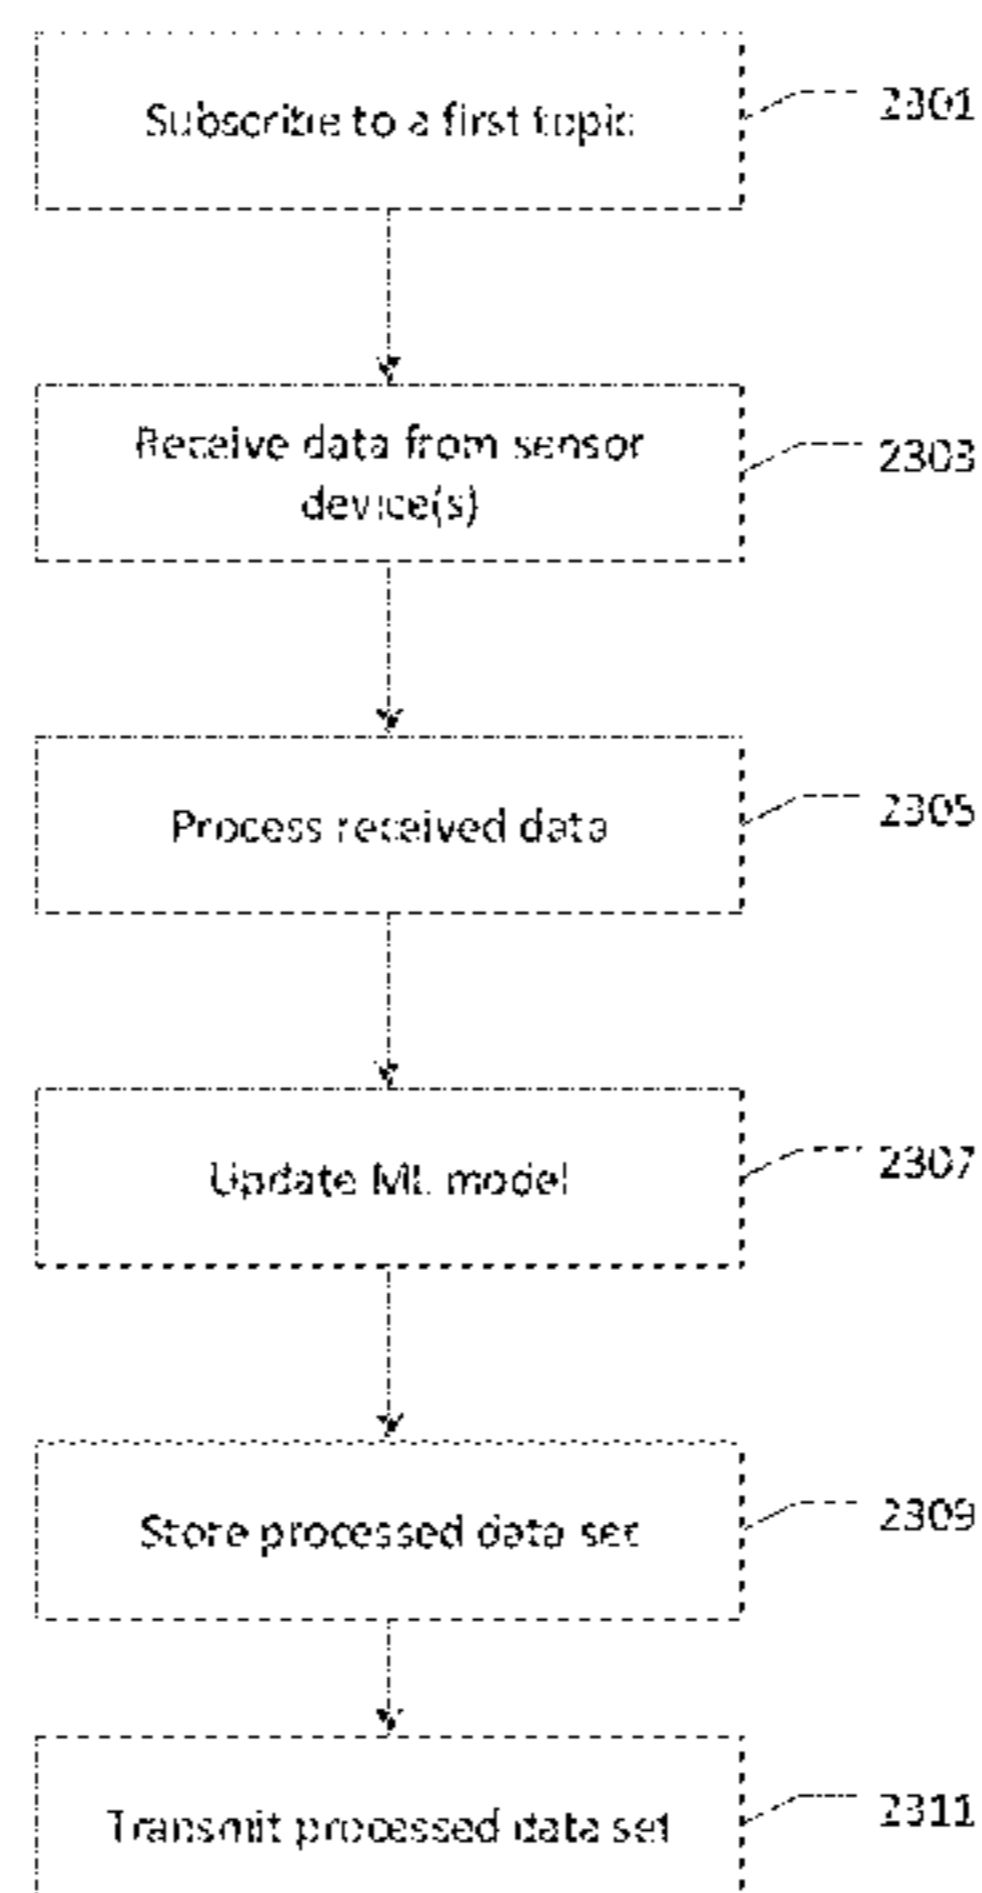 Subscribe to a first topic
2301
Receive data from sensor
device(s)
2303
Process received data
2305
Update ML model
2307
Store processed data set
2309
Transmit processed data set
2311